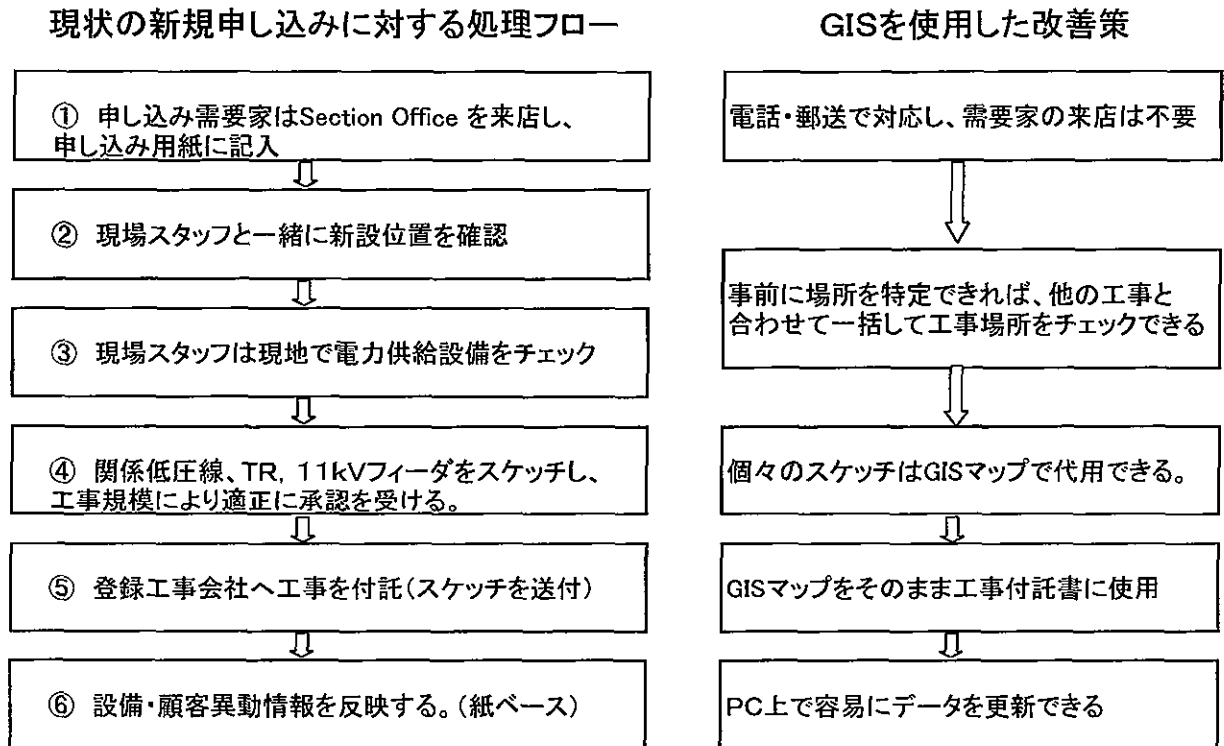 現状の新規申し込みに対する処理フロー
① 申し込み需要家はSection Office を来店し、
申し込み用紙に記入
② 現場スタッフと一緒に新設位置を確認
③ 現場スタッフは現地で電力供給設備をチェック
④ 関係低圧線、TR, 11kVフィーダをスケッチし、
工事規模により適正に承認を受ける。
⑤ 登録工事会社へ工事を付託(スケッチを送付)
⑥ 設備・顧客異動情報を反映する。(紙ベース)
GISを使用した改善策
電話・郵送で対応し、需要家の来店は不要
事前に場所を特定できれば、他の工事と
合わせて一括して工事場所をチェックできる
個々のスケッチはGISマップで代用できる。
GISマップをそのまま工事付託書に使用
PC上で容易にデータを更新できる